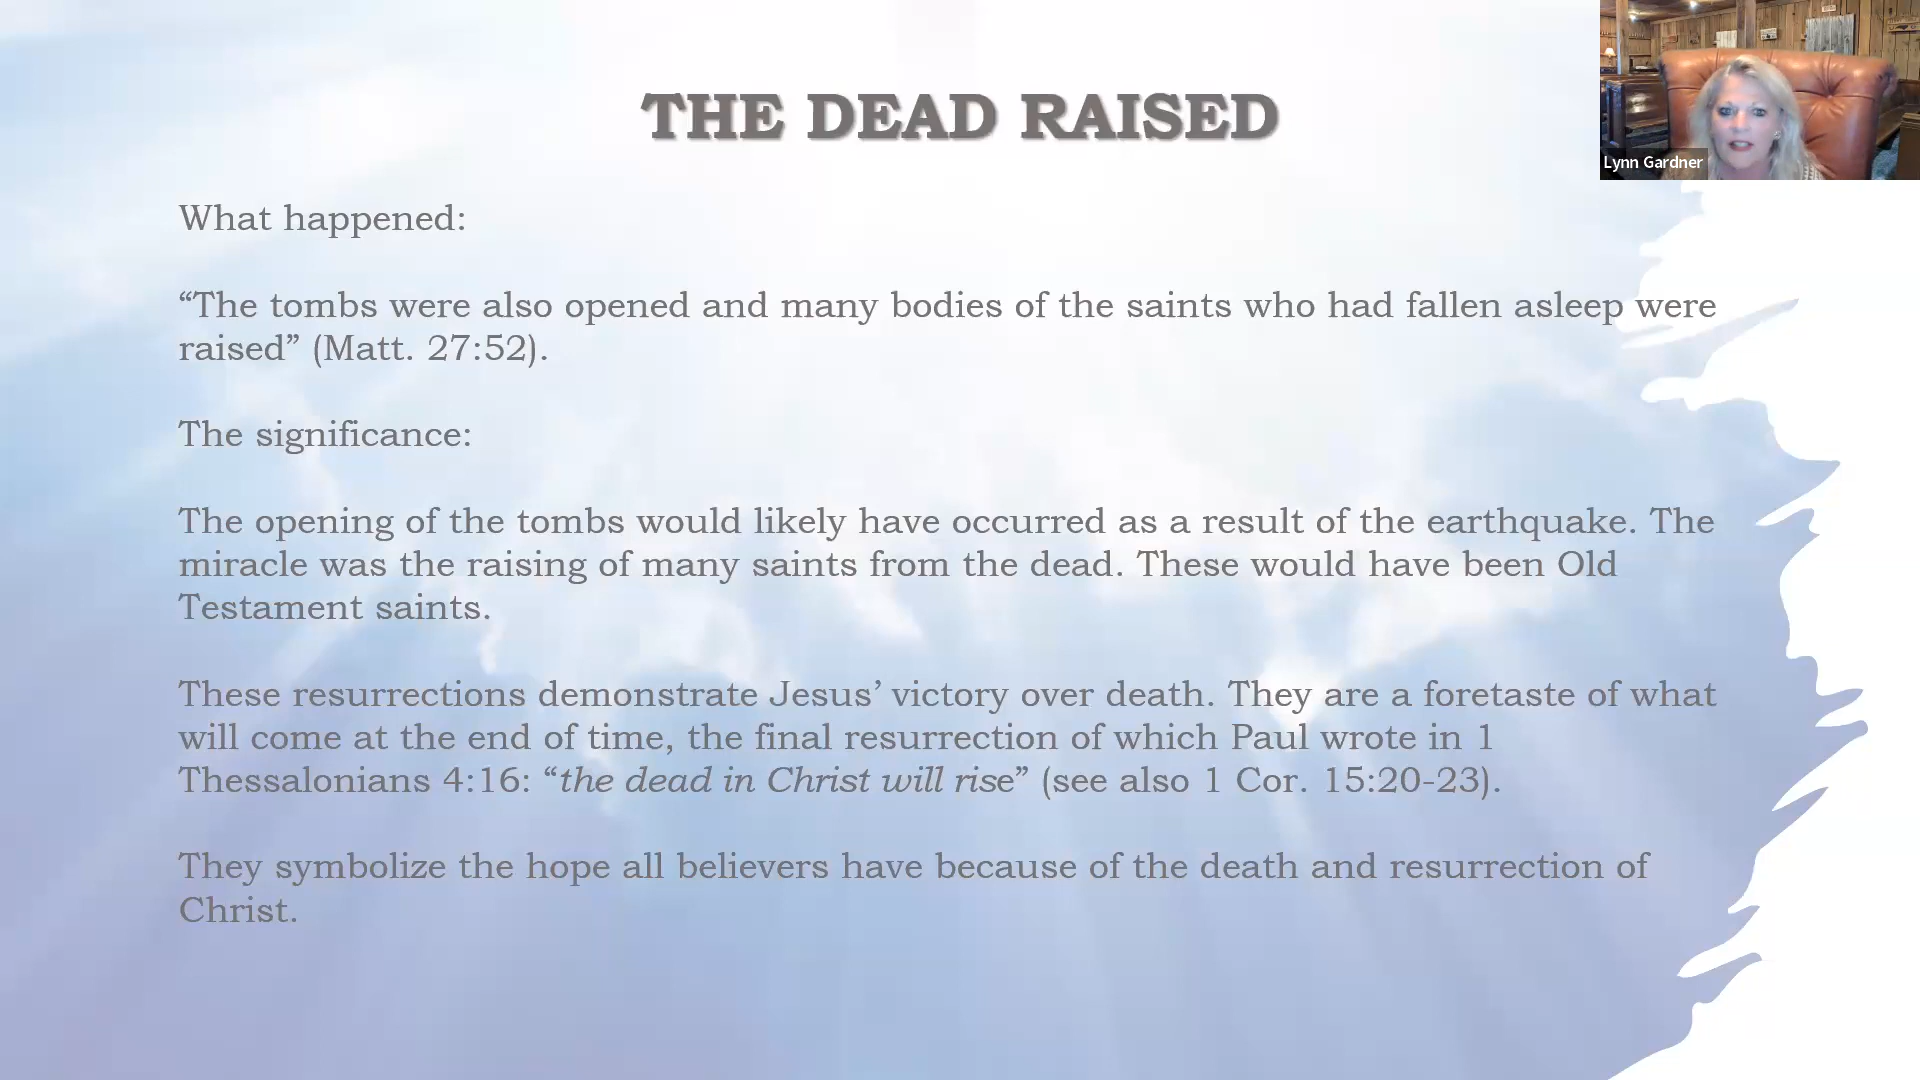 THE DEAD RAISED
Lynn Gardner
What happened:
“The tombs were also opened and many bodies of the saints who had fallen asleep were
raised” (Matt. 27:52).
The significance:
The opening of the tombs would likely have occurred as a result of the earthquake. The
miracle was the raising of many saints from the dead. These would have been Old
Testament saints.
These resurrections demonstrate Jesus’ victory over death. They are a foretaste of what
will come at the end of time, the final resurrection of which Paul wrote in 1
Thessalonians 4:16: “the dead in Christ will rise” (see also 1 Cor. 15:20-23).
They symbolize the hope all believers have because of the death and resurrection of
Christ.